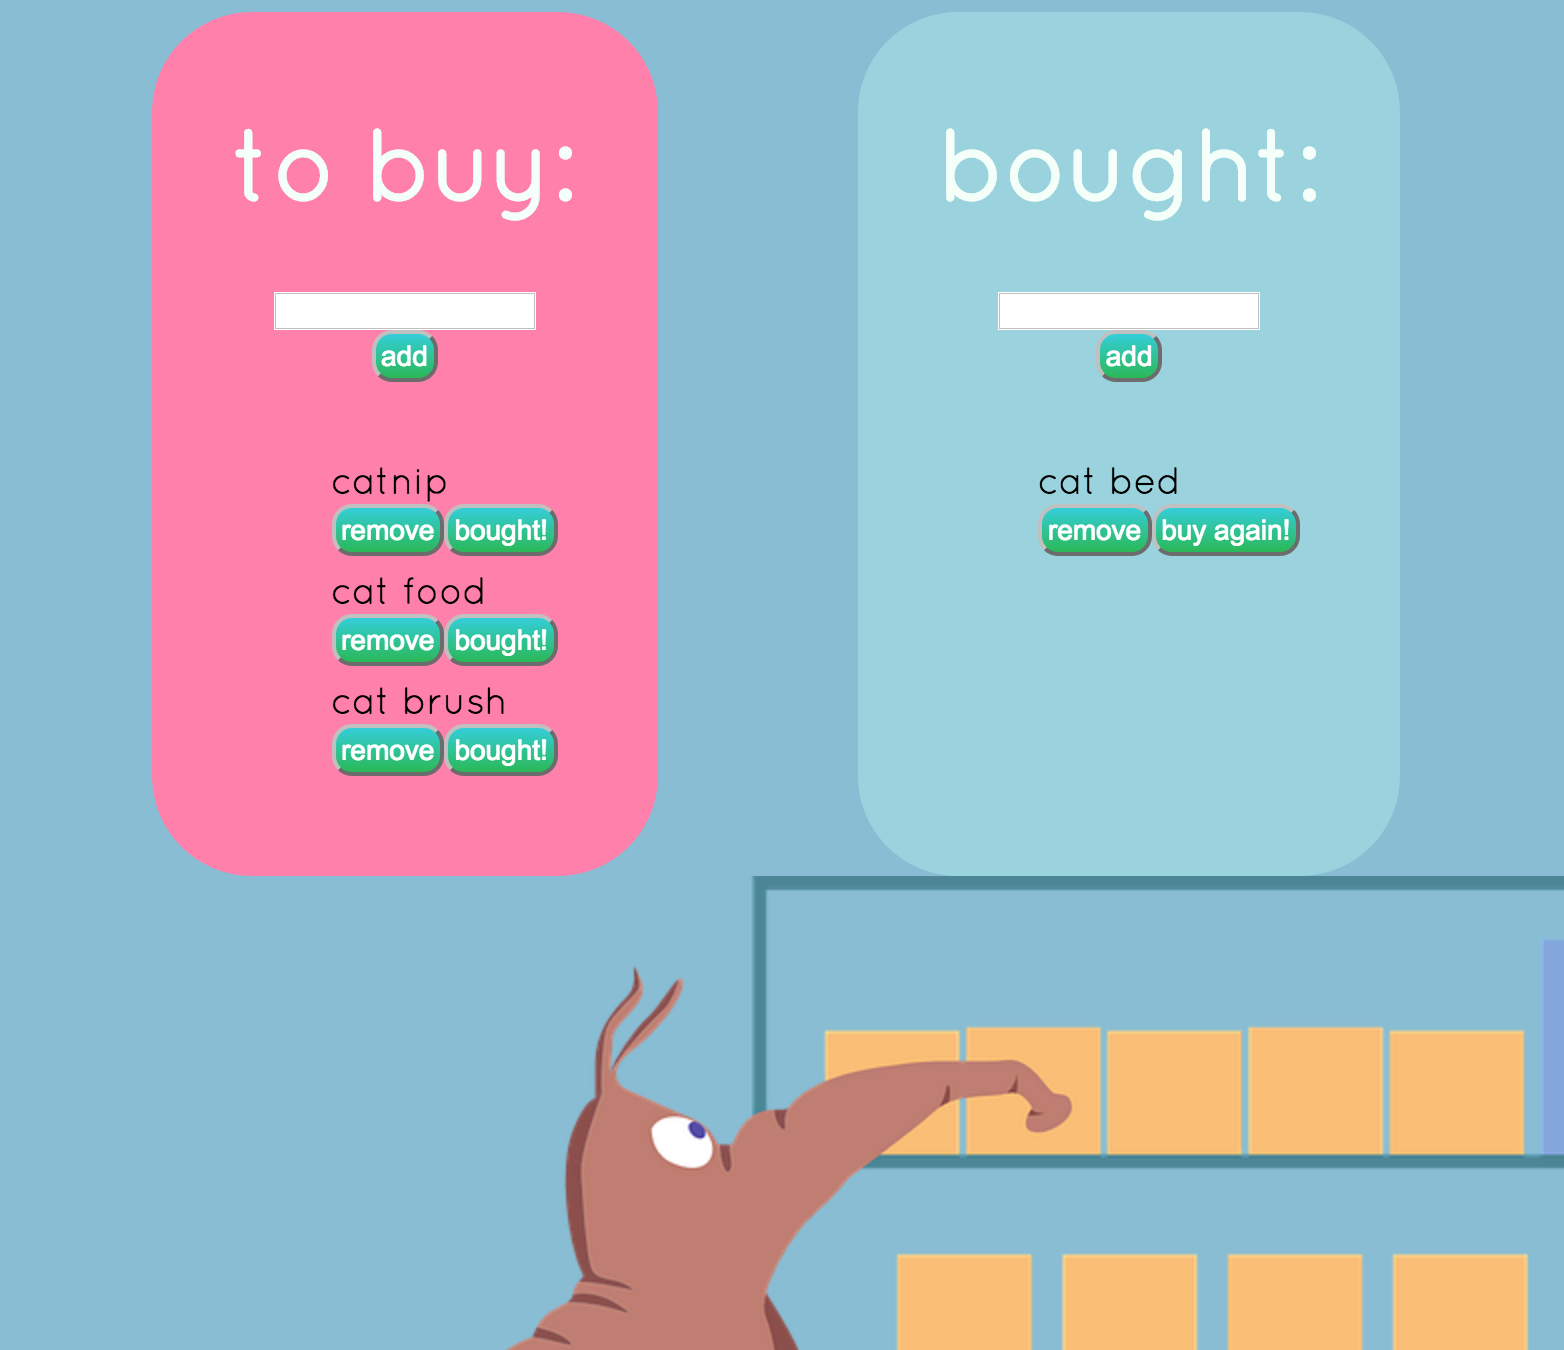 to buy:
add
catnip
remove bought!
cat food
remove bought!
cat brush
remove bought!
bought:
add
cat bed
remove buy again!